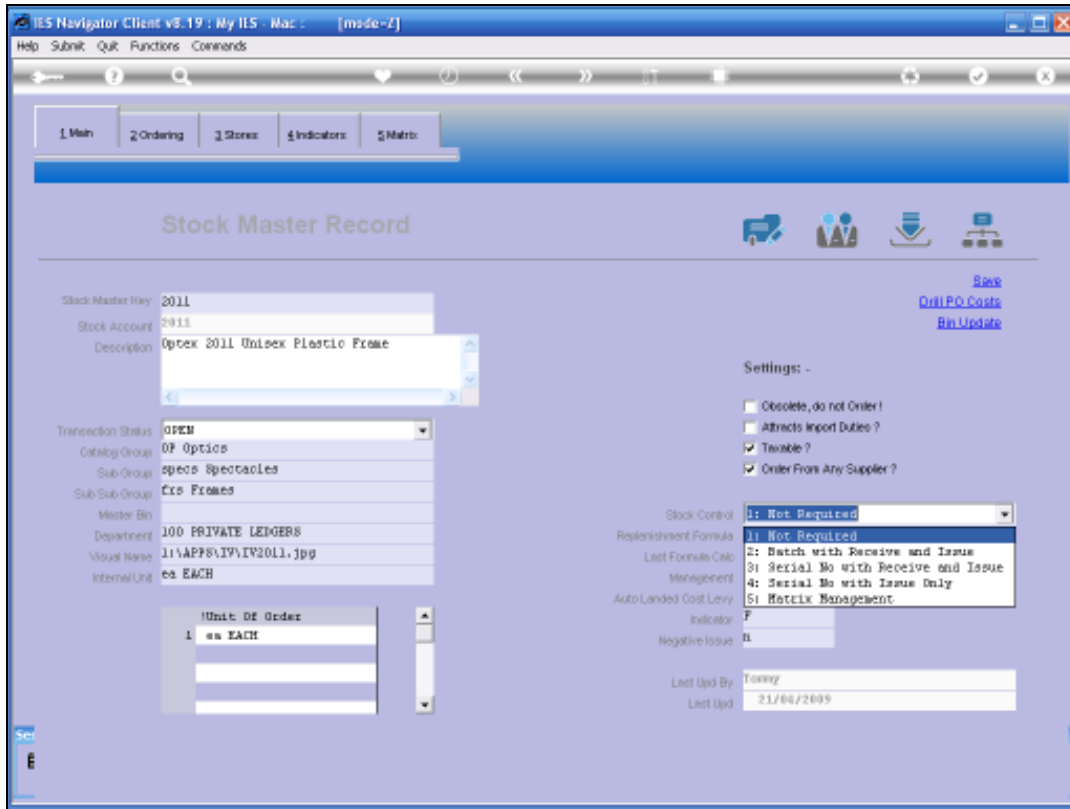 IES Navigator Client v8.19 : My IES - Mac : [mode=Z]
Help Submit Quit Functions Commands
1 Main 2 Ordering 3 Stores 4 Indicators 5 Matrix
Stock Master Record
Save
Stock Master Key 2011
Drill PO Costs
Stock Account 2011
Bin Update
Description Optex 2011 Unisex Plastic Frame
Settings: -
Obsolete, do not Order !
Transaction Status OPEN
Attracts Import Duties ?
Catalog Group OP Optics
Taxable ?
Sub Group specs Spectacles
Order From Any Supplier ?
Sub Sub Group frs Frames
Master Bin
Stock Control 1: Not Required
Department 100 PRIVATE LEDGERS
Replenishment Formula 1: Not Required
Visual Name 1:\APPS\IV\IV2011.jpg
Last Formula Calc 2: Batch with Receive and Issue
3: Serial No with Receive and Issue
Internal Unit ea EACH
Management 4: Serial No with Issue Only
Auto Landed Cost Levy 5: Matrix Management
!Unit Of Order
Indicator F
1 ea EACH
Negative Issue n
Last Upd By Tommy
Last Upd 21/04/2009